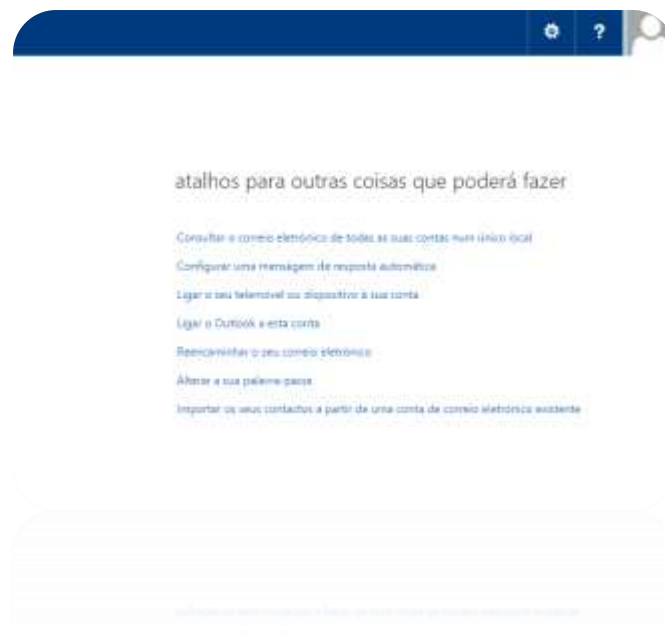 ?
atalhos para outras coisas que poderá fazer
Consultar o correio eletrónico de todas as suas contas num único local
Configurar uma mensagem de resposta automática
Ligar o seu telemóvel ou dispositivo à sua conta
Ligar o Outlook a esta conta
Reencaminhar o seu correio eletrónico
Alterar a sua palavra-passe
Importar os seus contactos a partir de uma conta de correio eletrónico existente